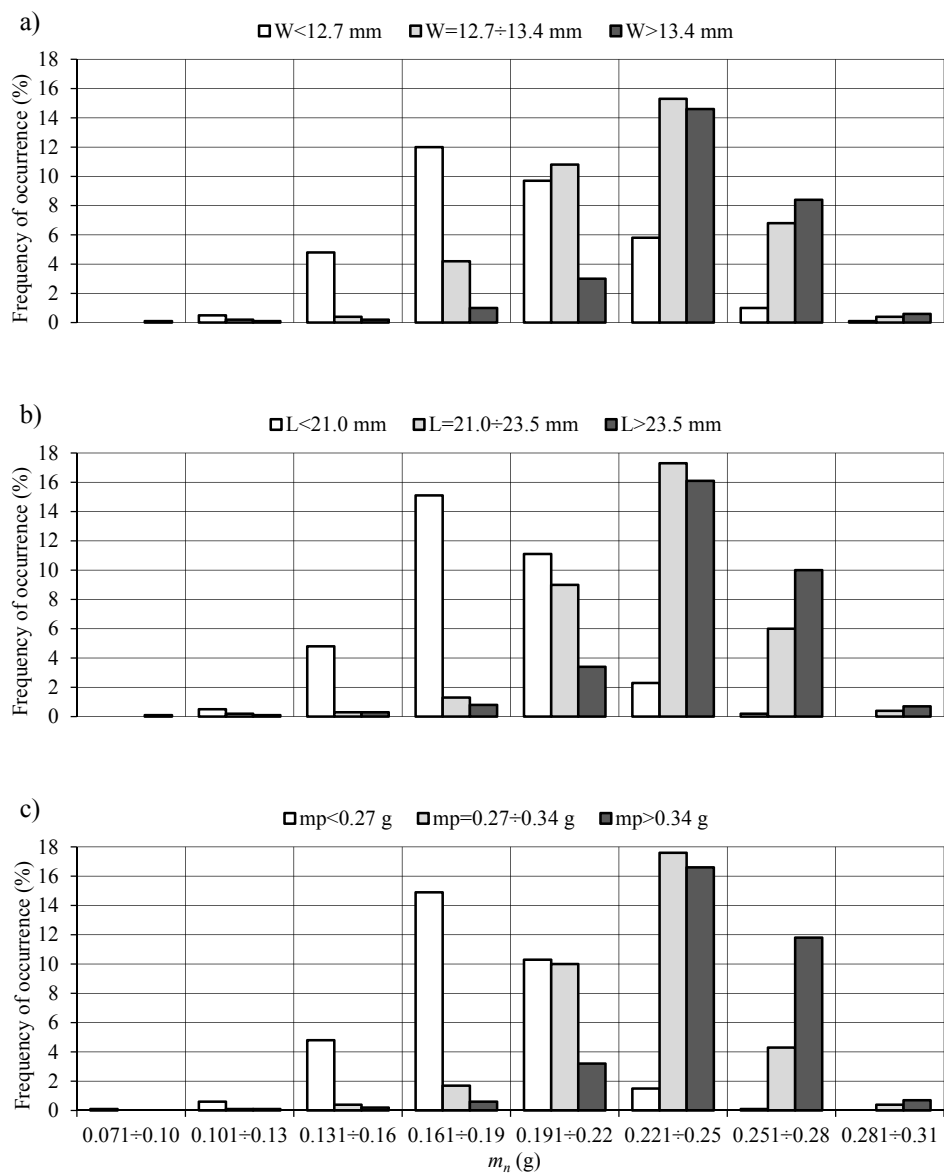 a)
W<12.7 mm W=12.7÷13.4 mm W>13.4 mm
Frequency of occurrence (%)
18
16
14
12
10
8
6
4
2
0
b)
L<21.0 mm L=21.0÷23.5 mm L>23.5 mm
Frequency of occurrence (%)
18
16
14
12
10
8
6
4
2
0
c)
mp<0.27 g mp=0.27÷0.34 g mp>0.34 g
Frequency of occurrence (%)
18
16
14
12
10
8
6
4
2
0
0.071÷0.10 0.101÷0.13 0.131÷0.16 0.161÷0.19 0.191÷0.22 0.221÷0.25 0.251÷0.28 0.281÷0.31
mn (g)